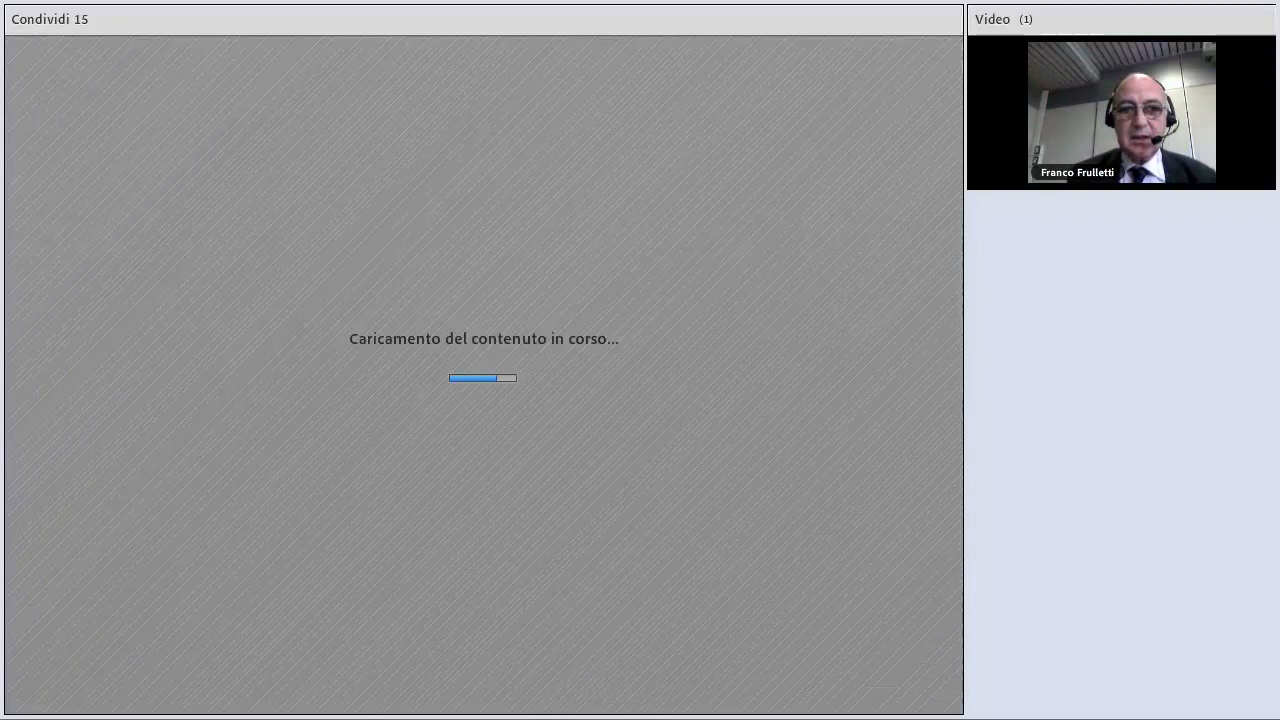 Condividi 15
Video (1)
Franco Frulletti
Caricamento del contenuto in corso...